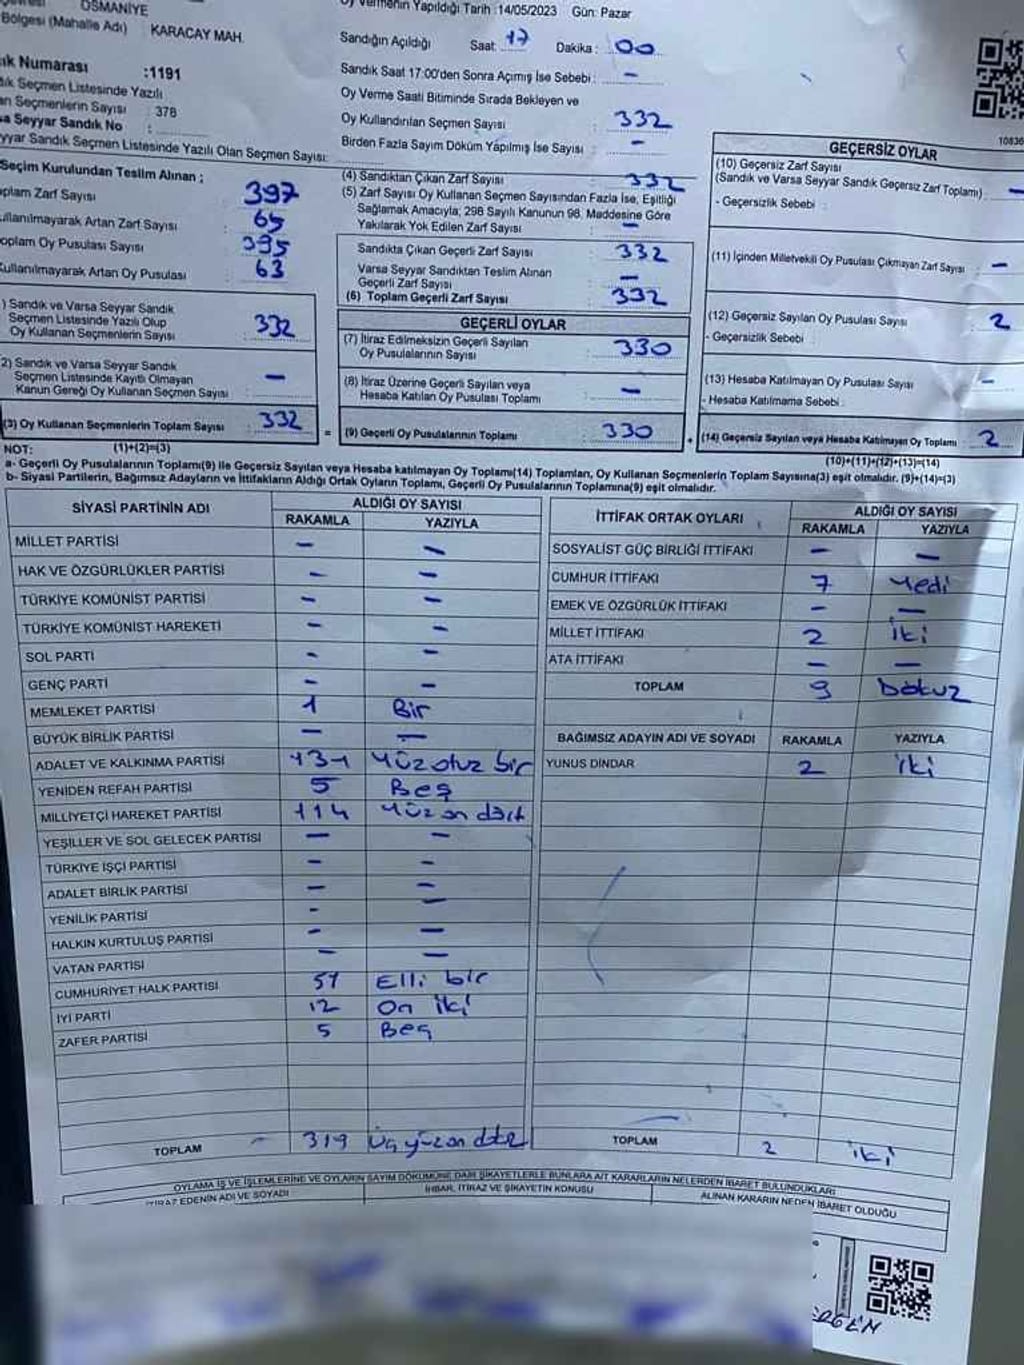 OSMANİYE
Bölgesi (Mahalle Adı) KARACAY MAH.
Numarası :1191
Seçmen Listesinde Yazılı
Seçmenlerin Sayısı : 378
Seyyar Sandık No :
Seyyar Sandık Seçmen Listesinde Yazılı Olan Seçmen Sayısı:
Seçim Kurulundan Teslim Alınan ;
Zarf Sayısı : 397
Kullanılmayarak Artan Zarf Sayısı : 65
Oy Pusulası Sayısı : 395
Kullanılmayarak Artan Oy Pusulası : 63
) Sandık ve Varsa Seyyar Sandık
Seçmen Listesinde Yazılı Olup
Oy Kullanan Seçmenlerin Sayısı : 332
2) Sandık ve Varsa Seyyar Sandık
Seçmen Listesinde Kayıtlı Olmayan
Kanun Gereği Oy Kullanan Seçmen Sayısı : -
(3) Oy Kullanan Seçmenlerin Toplam Sayısı : 332
Oy Vermenin Yapıldığı Tarih :14/05/2023 Gün: Pazar
Sandığın Açıldığı Saat: 17 Dakika : 00
Sandık Saat 17:00'den Sonra Açımış İse Sebebi : -
Oy Verme Saati Bitiminde Sırada Bekleyen ve
Oy Kullandırılan Seçmen Sayısı : 332
Birden Fazla Sayım Döküm Yapılmış İse Sayısı : -
(4) Sandıktan Çıkan Zarf Sayısı : 332
(5) Zarf Sayısı Oy Kullanan Seçmen Sayısından Fazla İse, Eşitliği
Sağlamak Amacıyla; 298 Sayılı Kanunun 98. Maddesine Göre
Yakılarak Yok Edilen Zarf Sayısı : -
Sandıkta Çıkan Geçerli Zarf Sayısı : 332
Varsa Seyyar Sandıktan Teslim Alınan
Geçerli Zarf Sayısı : -
(6) Toplam Geçerli Zarf Sayısı : 332
GEÇERLİ OYLAR
(7) İtiraz Edilmeksizin Geçerli Sayılan
Oy Pusulalarının Sayısı : 330
(8) İtiraz Üzerine Geçerli Sayılan veya
Hesaba Katılan Oy Pusulası Toplamı : -
= (9) Geçerli Oy Pusulalarının Toplamı : 330
10836
GEÇERSİZ OYLAR
(10) Geçersiz Zarf Sayısı
(Sandık ve Varsa Seyyar Sandık Geçersiz Zarf Toplamı) : -
- Geçersizlik Sebebi :
(11) İçinden Milletvekili Oy Pusulası Çıkmayan Zarf Sayısı : -
(12) Geçersiz Sayılan Oy Pusulası Sayısı : 2
- Geçersizlik Sebebi :
(13) Hesaba Katılmayan Oy Pusulası Sayısı : -
- Hesaba Katılmama Sebebi :
+ (14) Geçersiz Sayılan veya Hesaba Katılmayan Oy Toplamı : 2
NOT: (1)+(2)=(3) (10)+(11)+(12)+(13)=(14)
a- Geçerli Oy Pusulalarının Toplamı(9) ile Geçersiz Sayılan veya Hesaba katılmayan Oy Toplamı(14) Toplamları, Oy Kullanan Seçmenlerin Toplam Sayısına(3) eşit olmalıdır. (9)+(14)=(3)
b- Siyasi Partilerin, Bağımsız Adayların ve İttifakların Aldığı Ortak Oyların Toplamı, Geçerli Oy Pusulalarının Toplamına(9) eşit olmalıdır.
SİYASİ PARTİNİN ADI ALDIĞI OY SAYISI
RAKAMLA YAZIYLA
MİLLET PARTİSİ - -
HAK VE ÖZGÜRLÜKLER PARTİSİ - -
TÜRKİYE KOMÜNİST PARTİSİ - -
TÜRKİYE KOMÜNİST HAREKETİ - -
SOL PARTİ - -
GENÇ PARTİ - -
MEMLEKET PARTİSİ 1 Bir
BÜYÜK BİRLİK PARTİSİ - -
ADALET VE KALKINMA PARTİSİ 131 Yüzotuz bir
YENİDEN REFAH PARTİSİ 5 Beş
MİLLİYETÇİ HAREKET PARTİSİ 114 Yüz on dört
YEŞİLLER VE SOL GELECEK PARTİSİ - -
TÜRKİYE İŞÇİ PARTİSİ - -
ADALET BİRLİK PARTİSİ - -
YENİLİK PARTİSİ - -
HALKIN KURTULUŞ PARTİSİ - -
VATAN PARTİSİ - -
CUMHURİYET HALK PARTİSİ 51 Elli bir
İYİ PARTİ 12 On iki
ZAFER PARTİSİ 5 Beş
TOPLAM 319 Üçyüzon
İTTİFAK ORTAK OYLARI ALDIĞI OY SAYISI
RAKAMLA YAZIYLA
SOSYALİST GÜÇ BİRLİĞİ İTTİFAKI - -
CUMHUR İTTİFAKI 7 Yedi
EMEK VE ÖZGÜRLÜK İTTİFAKI - -
MİLLET İTTİFAKI 2 İki
ATA İTTİFAKI - -
TOPLAM 9 Dokuz
BAĞIMSIZ ADAYIN ADI VE SOYADI RAKAMLA YAZIYLA
YUNUS DİNDAR 2 İki
TOPLAM 2 iki
OYLAMA İŞ VE İŞLEMLERİNE VE OYLARIN SAYIM DÖKÜMÜNE DAİR ŞİKAYETLERLE BUNLARA AİT KARARLARIN NELERDEN İBARET BULUNDUKLARI
İTİRAZ EDENİN ADI VE SOYADI İHBAR, İTİRAZ VE ŞİKAYETİN KONUSU ALINAN KARARIN NEDEN İBARET OLDUĞU